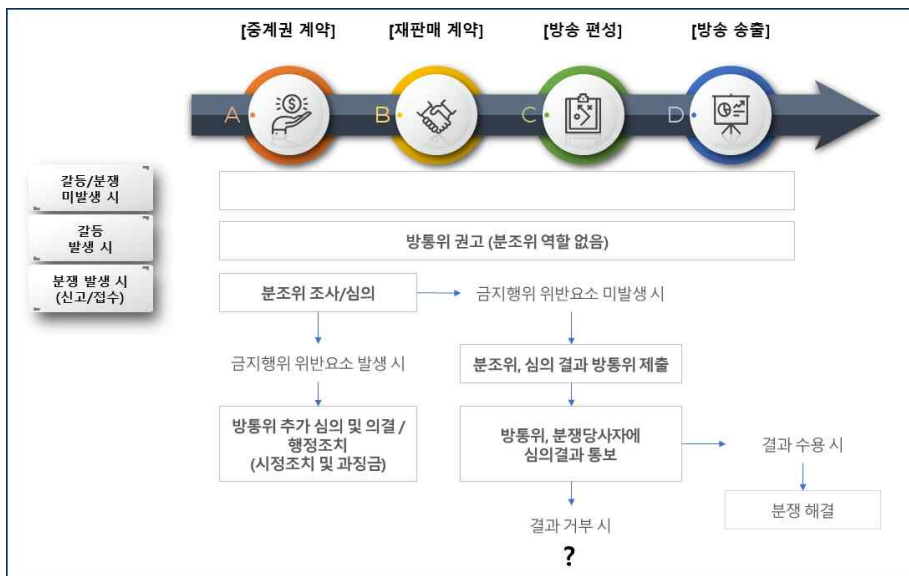 [중계권 계약]
[재판매 계약]
[방송 편성]
[방송 송출]
A
B
C
D
갈등/분쟁
미발생 시
갈등
발생 시
방통위 권고 (분조위 역할 없음)
분쟁 발생 시
(신고/접수)
분조위 조사/심의
금지행위 위반요소 미발생 시
금지행위 위반요소 발생 시
분조위, 심의 결과 방통위 제출
방통위 추가 심의 및 의결 /
행정조치
(시정조치 및 과징금)
방통위, 분쟁당사자에
심의결과 통보
결과 수용 시
분쟁 해결
결과 거부 시
?